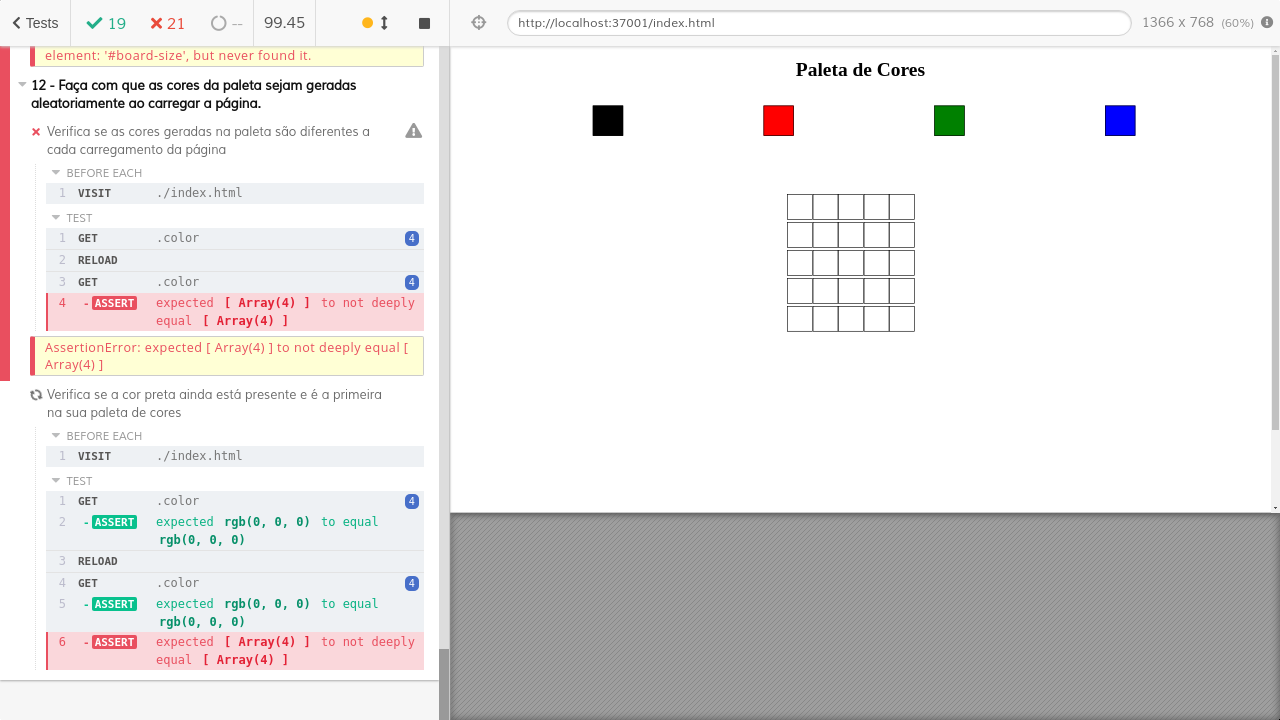 Tests
19
21
--
99.45
http://localhost:37001/index.html
1366 x 768 (60%)
element: '#board-size', but never found it.
12 - Faça com que as cores da paleta sejam geradas
aleatoriamente ao carregar a página.
Verifica se as cores geradas na paleta são diferentes a
cada carregamento da página
BEFORE EACH
1 VISIT ./index.html
TEST
1 GET .color 4
2 RELOAD
3 GET .color 4
4 - ASSERT expected [ Array(4) ] to not deeply
equal [ Array(4) ]
AssertionError: expected [ Array(4) ] to not deeply equal [
Array(4) ]
Verifica se a cor preta ainda está presente e é a primeira
na sua paleta de cores
BEFORE EACH
1 VISIT ./index.html
TEST
1 GET .color 4
2 - ASSERT expected rgb(0, 0, 0) to equal
rgb(0, 0, 0)
3 RELOAD
4 GET .color 4
5 - ASSERT expected rgb(0, 0, 0) to equal
rgb(0, 0, 0)
6 - ASSERT expected [ Array(4) ] to not deeply
equal [ Array(4) ]
Paleta de Cores